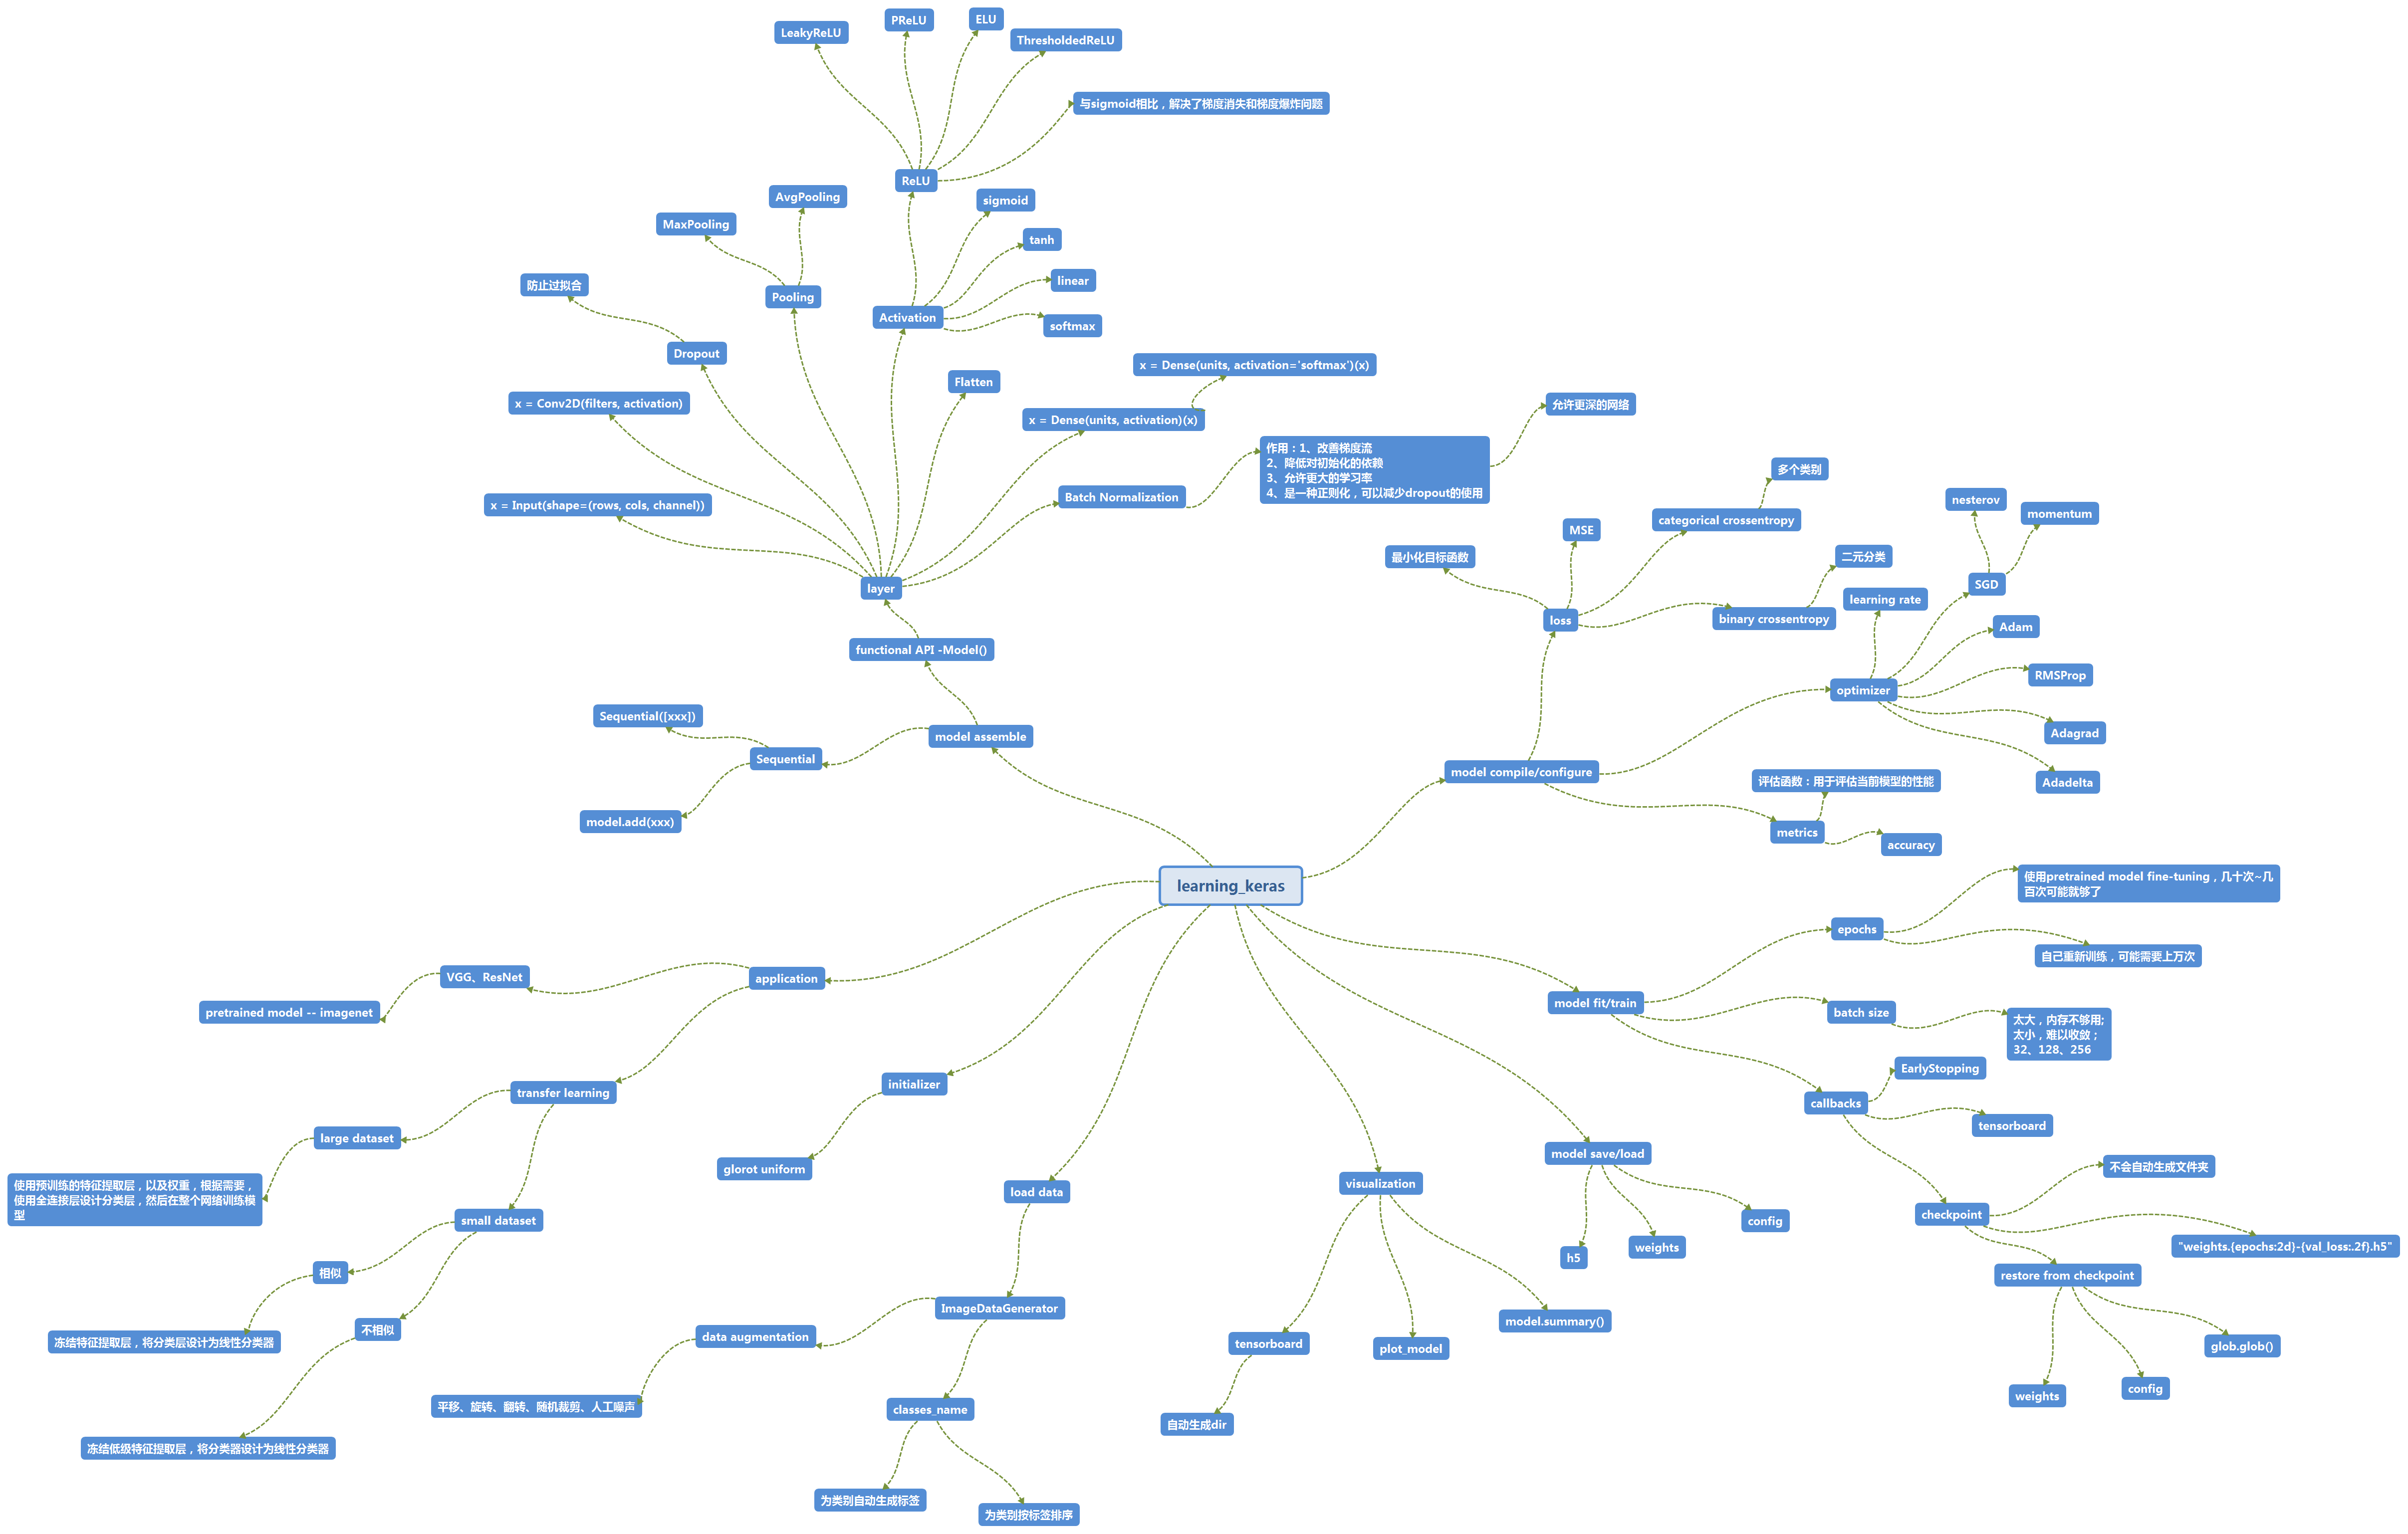 ELU
PReLU
LeakyReLU
ThresholdedReLU
与sigmoid相比，解决了梯度消失和梯度爆炸问题
ReLU
AvgPooling
sigmoid
MaxPooling
tanh
linear
防止过拟合
Pooling
Activation
softmax
Dropout
x = Dense(units, activation='softmax')(x)
Flatten
x = Conv2D(filters, activation)
允许更深的网络
x = Dense(units, activation)(x)
作用：1、改善梯度流
2、降低对初始化的依赖
3、允许更大的学习率
4、是一种正则化，可以减少dropout的使用
多个类别
Batch Normalization
nesterov
x = Input(shape=(rows, cols, channel))
momentum
categorical crossentropy
MSE
最小化目标函数
二元分类
SGD
layer
learning rate
binary crossentropy
loss
Adam
functional API -Model()
RMSProp
optimizer
Sequential([xxx])
Adagrad
model assemble
Sequential
model compile/configure
评估函数：用于评估当前模型的性能
Adadelta
model.add(xxx)
metrics
accuracy
learning_keras
使用pretrained model fine-tuning，几十次~几
百次可能就够了
epochs
自己重新训练，可能需要上万次
VGG、ResNet
application
model fit/train
pretrained model -- imagenet
batch size
太大，内存不够用;
太小，难以收敛；
32、128、256
EarlyStopping
initializer
transfer learning
callbacks
tensorboard
large dataset
model save/load
不会自动生成文件夹
glorot uniform
visualization
load data
使用预训练的特征提取层，以及权重，根据需要，
使用全连接层设计分类层，然后在整个网络训练模
型
checkpoint
small dataset
config
"weights.{epochs:2d}-{val_loss:.2f}.h5"
weights
h5
相似
restore from checkpoint
ImageDataGenerator
model.summary()
不相似
data augmentation
冻结特征提取层，将分类层设计为线性分类器
tensorboard
plot_model
glob.glob()
config
weights
平移、旋转、翻转、随机裁剪、人工噪声
classes_name
自动生成dir
冻结低级特征提取层，将分类器设计为线性分类器
为类别自动生成标签
为类别按标签排序